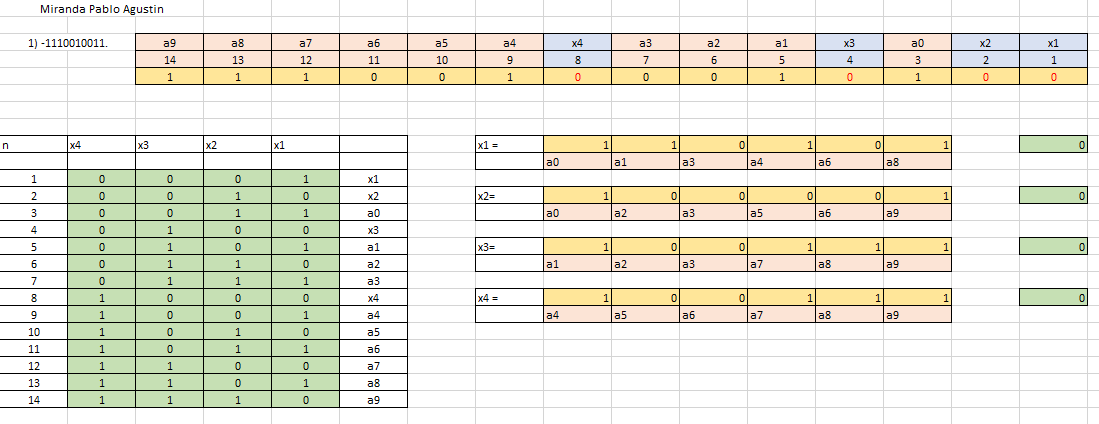 Miranda Pablo Agustin
1) -1110010011. a9 a8 a7 a6 a5 a4 x4 a3 a2 a1 x3 a0 x2 x1
14 13 12 11 10 9 8 7 6 5 4 3 2 1
1 1 1 0 0 1 0 0 0 1 0 1 0 0
n x4 x3 x2 x1 x1 = 1 1 0 1 0 1 0
a0 a1 a3 a4 a6 a8
1 0 0 0 1 x1
2 0 0 1 0 x2 x2= 1 0 0 0 0 1 0
3 0 0 1 1 a0 a0 a2 a3 a5 a6 a9
4 0 1 0 0 x3
5 0 1 0 1 a1 x3= 1 0 0 1 1 1 0
6 0 1 1 0 a2 a1 a2 a3 a7 a8 a9
7 0 1 1 1 a3
8 1 0 0 0 x4 x4 = 1 0 0 1 1 1 0
9 1 0 0 1 a4 a4 a5 a6 a7 a8 a9
10 1 0 1 0 a5
11 1 0 1 1 a6
12 1 1 0 0 a7
13 1 1 0 1 a8
14 1 1 1 0 a9